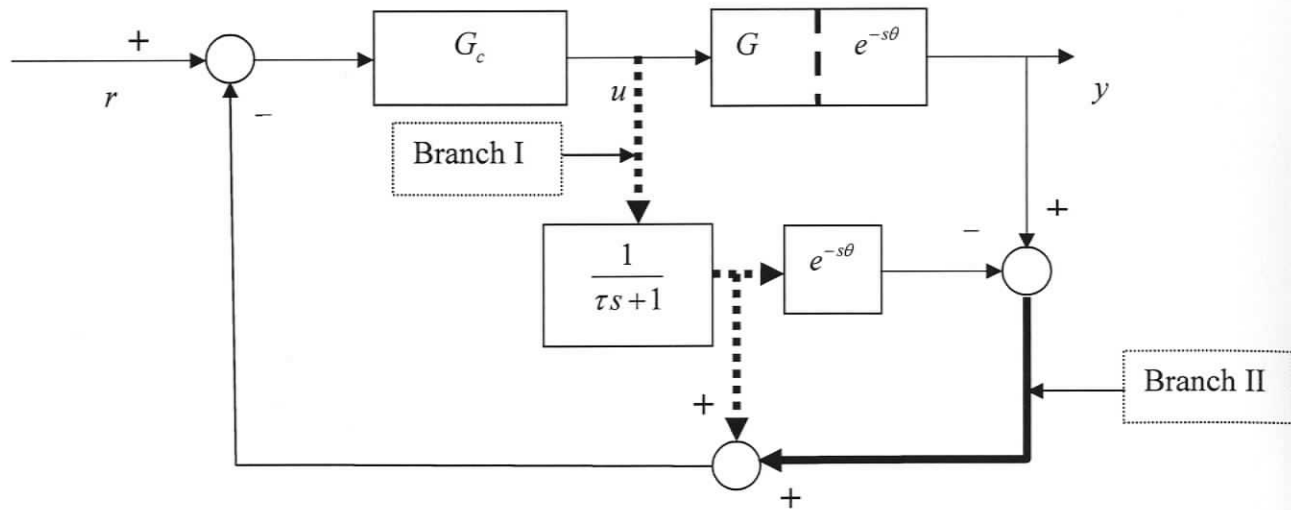 +
r
−
G_c
u
G
e^{-sθ}
y
Branch I
1
τs+1
e^{-sθ}
−
+
Branch II
+
+